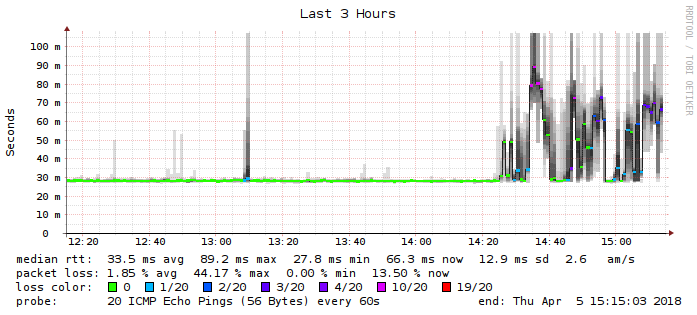 Last 3 Hours
RRDTOOL / TOBI OETIKER
Seconds
100 m
90 m
80 m
70 m
60 m
50 m
40 m
30 m
20 m
10 m
0
12:20 12:40 13:00 13:20 13:40 14:00 14:20 14:40 15:00
median rtt: 33.5 ms avg 89.2 ms max 27.8 ms min 66.3 ms now 12.9 ms sd 2.6 am/s
packet loss: 1.85 % avg 44.17 % max 0.00 % min 13.50 % now
loss color: 0 1/20 2/20 3/20 4/20 10/20 19/20
probe: 20 ICMP Echo Pings (56 Bytes) every 60s end: Thu Apr 5 15:15:03 2018